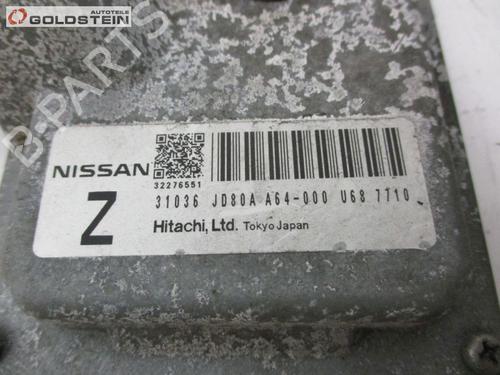 Autoteile
GOLDSTEIN
B-PARTS
NISSAN
32276551
31036 JD80A A64-000 U68 7710
Z
Hitachi, Ltd. Tokyo Japan